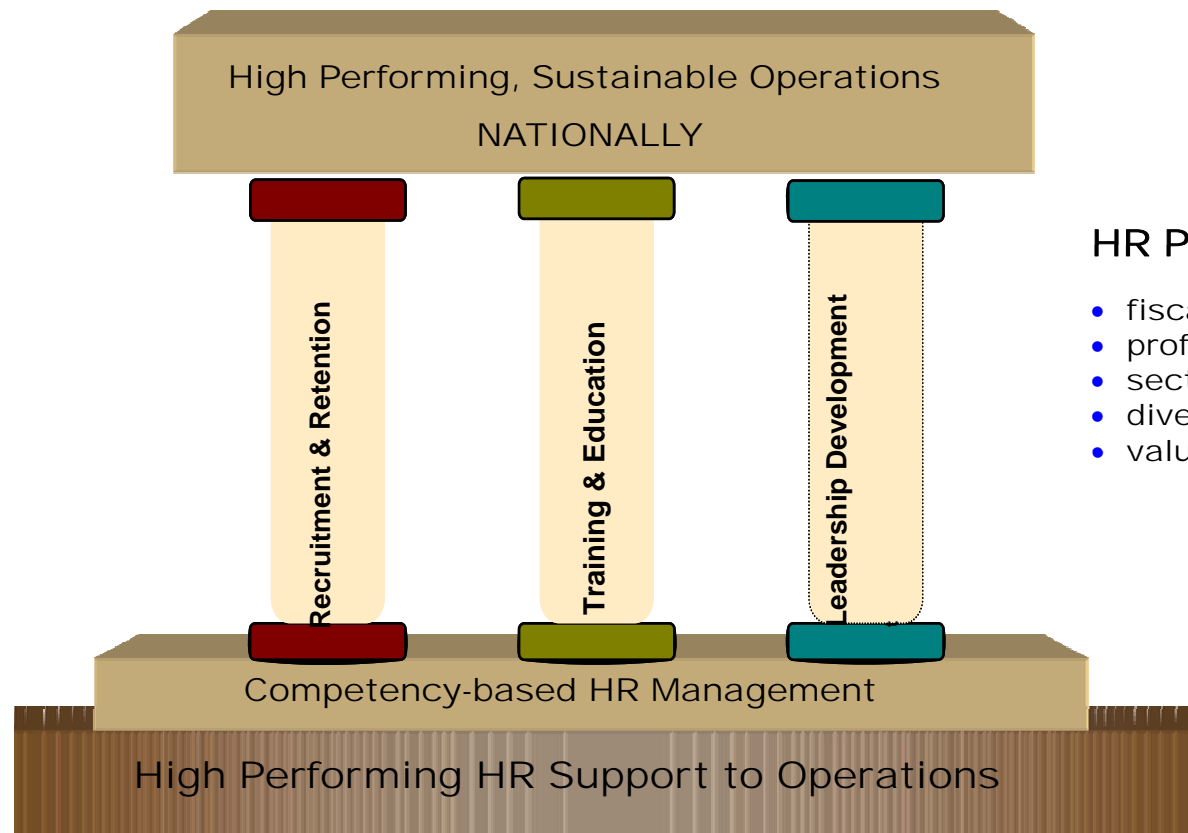 High Performing, Sustainable Operations
NATIONALLY
Recruitment & Retention
Training & Education
Leadership Development
HR
Competency-based HR Management
High Performing HR Support to Operations